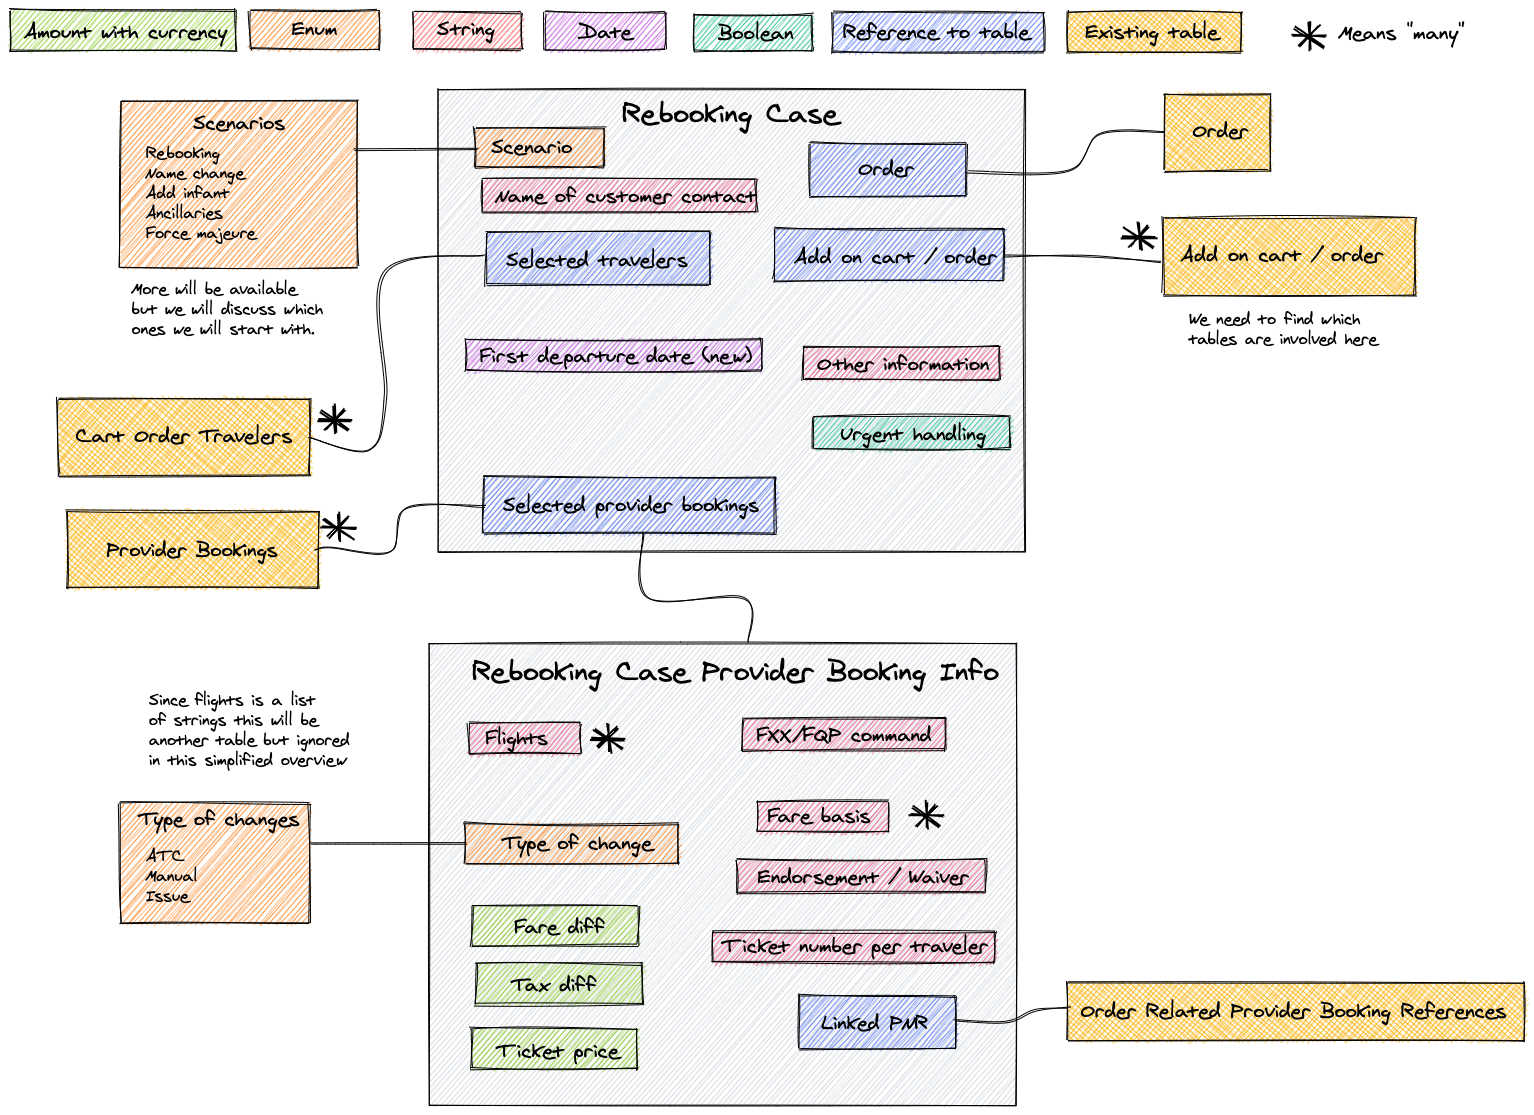 Amount with currency
Enum
String
Date
Boolean
Reference to table
Existing table
Means "many"
Scenarios
Rebooking
Name change
Add infant
Ancillaries
Force majeure
More will be available
but we will discuss which
ones we will start with.
Rebooking Case
Scenario
Name of customer contact
Order
Selected travelers
Add on cart / order
First departure date (new)
Other information
Urgent handling
Selected provider bookings
Order
Add on cart / order
We need to find which
tables are involved here
Cart Order Travelers
Provider Bookings
Rebooking Case Provider Booking Info
Since flights is a list
of strings this will be
another table but ignored
in this simplified overview
Flights
FXX/FQP command
Fare basis
Type of changes
ATC
Manual
Issue
Type of change
Endorsement / Waiver
Fare diff
Ticket number per traveler
Tax diff
Linked PNR
Order Related Provider Booking References
Ticket price